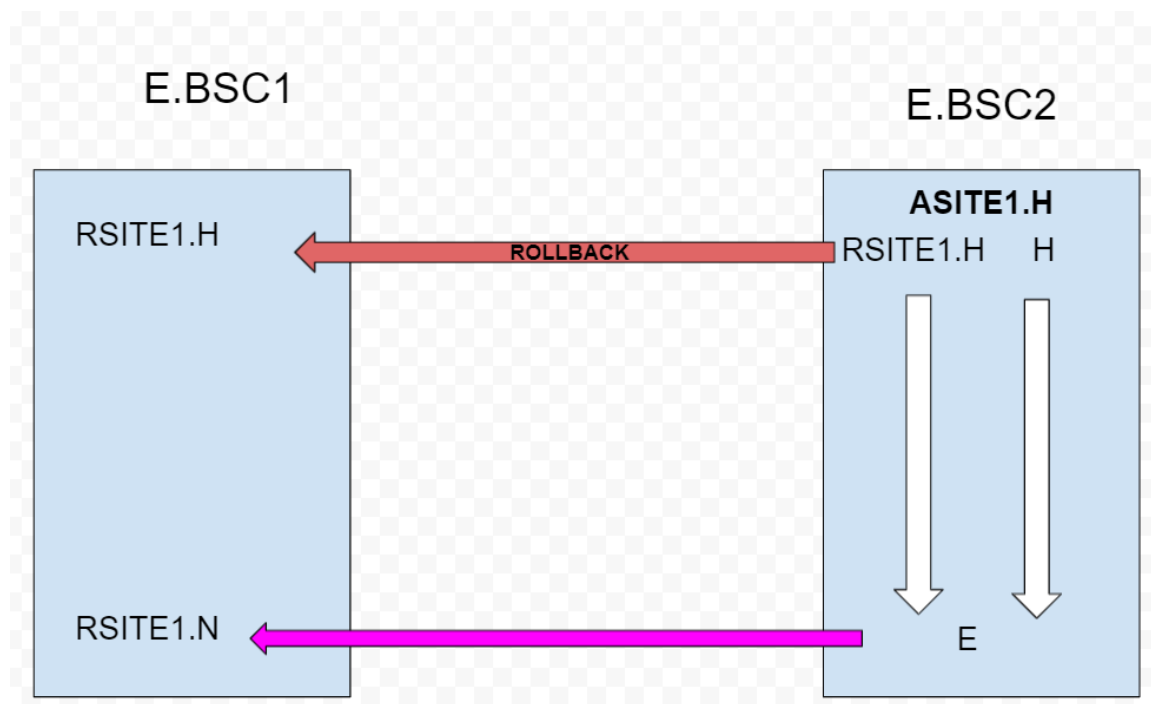 E.BSC1
E.BSC2
ASITE1.H
RSITE1.H
ROLLBACK
RSITE1.H H
RSITE1.N
E